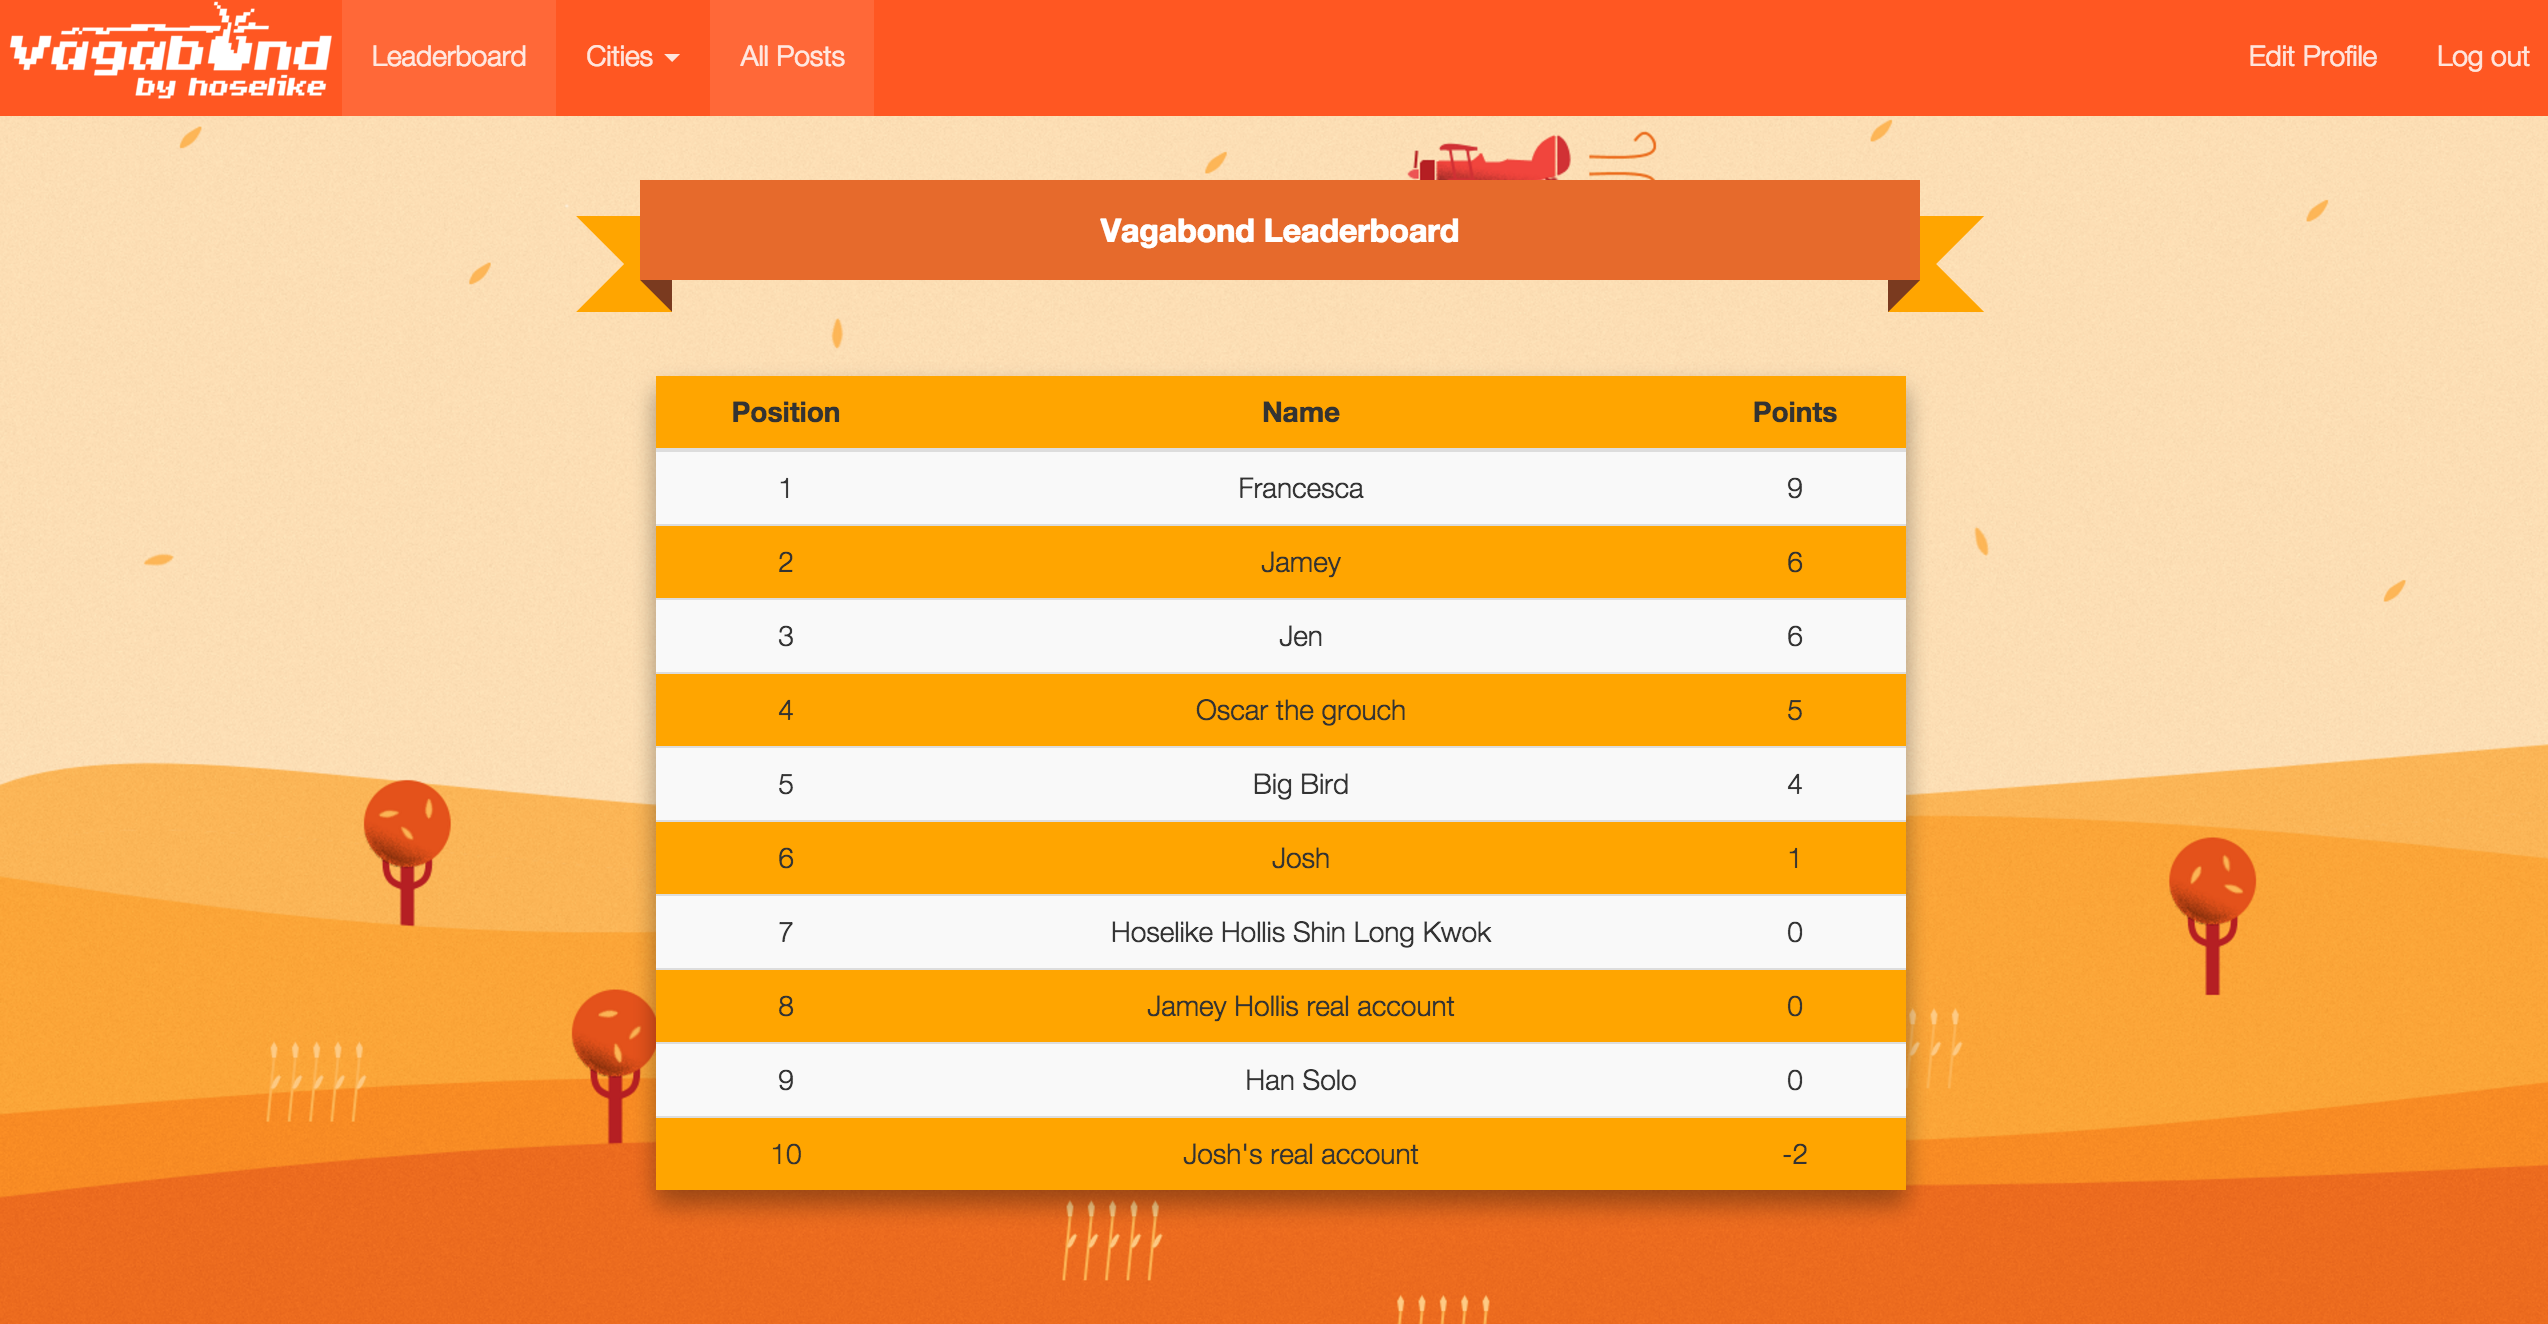 vagabond
by hoselike
Leaderboard Cities All Posts Edit Profile Log out
Vagabond Leaderboard
Position Name Points
1 Francesca 9
2 Jamey 6
3 Jen 6
4 Oscar the grouch 5
5 Big Bird 4
6 Josh 1
7 Hoselike Hollis Shin Long Kwok 0
8 Jamey Hollis real account 0
9 Han Solo 0
10 Josh's real account -2